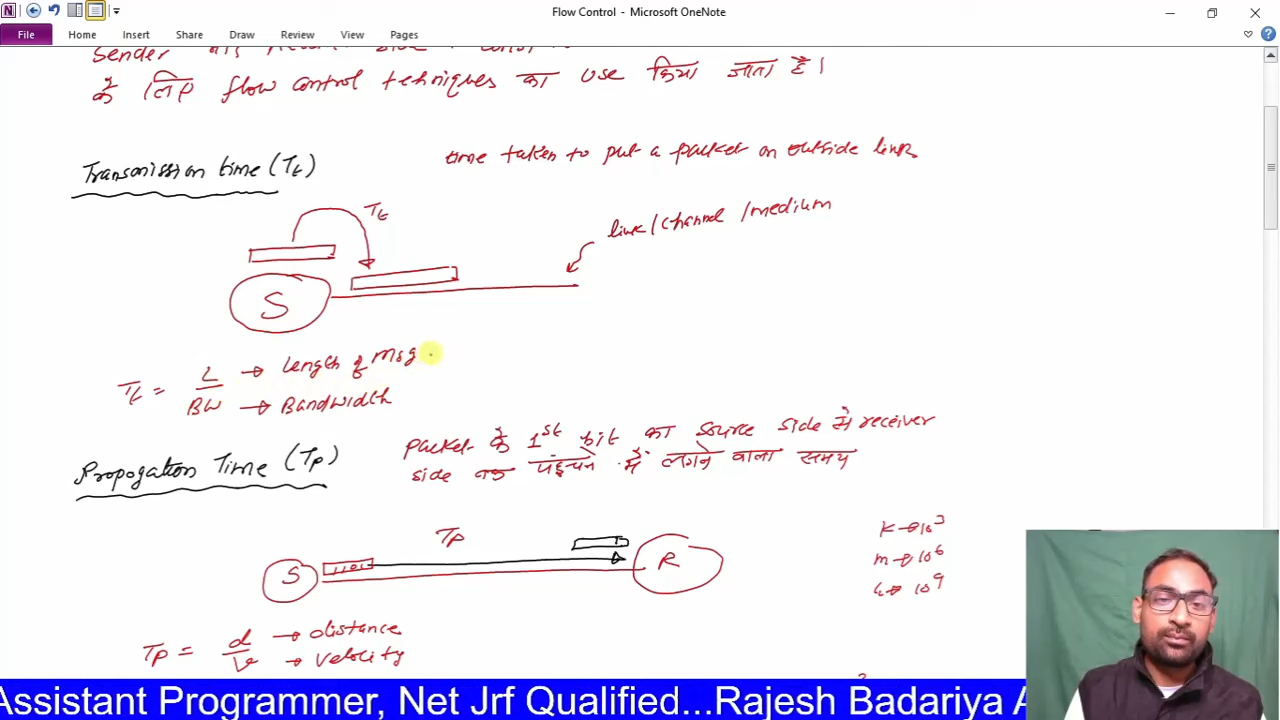 Flow Control - Microsoft OneNote
File Home Insert Share Draw Review View Pages
Sender
के लिए flow control techniques का use किया जाता है।
Transmission time (Tt)
time taken to put a packet on outside link
Tt
link / channel / medium
S
Tt = L → Length of msg
BW → Bandwidth
Propagation Time (Tp)
Packet के 1st bit का source side से receiver
side तक पहुंचने में लगने वाला समय
Tp
K → 10³
m → 10⁶
G → 10⁹
S
R
Tp = d → distance
v → velocity
Assistant Programmer, Net Jrf Qualified...Rajesh Badariya A